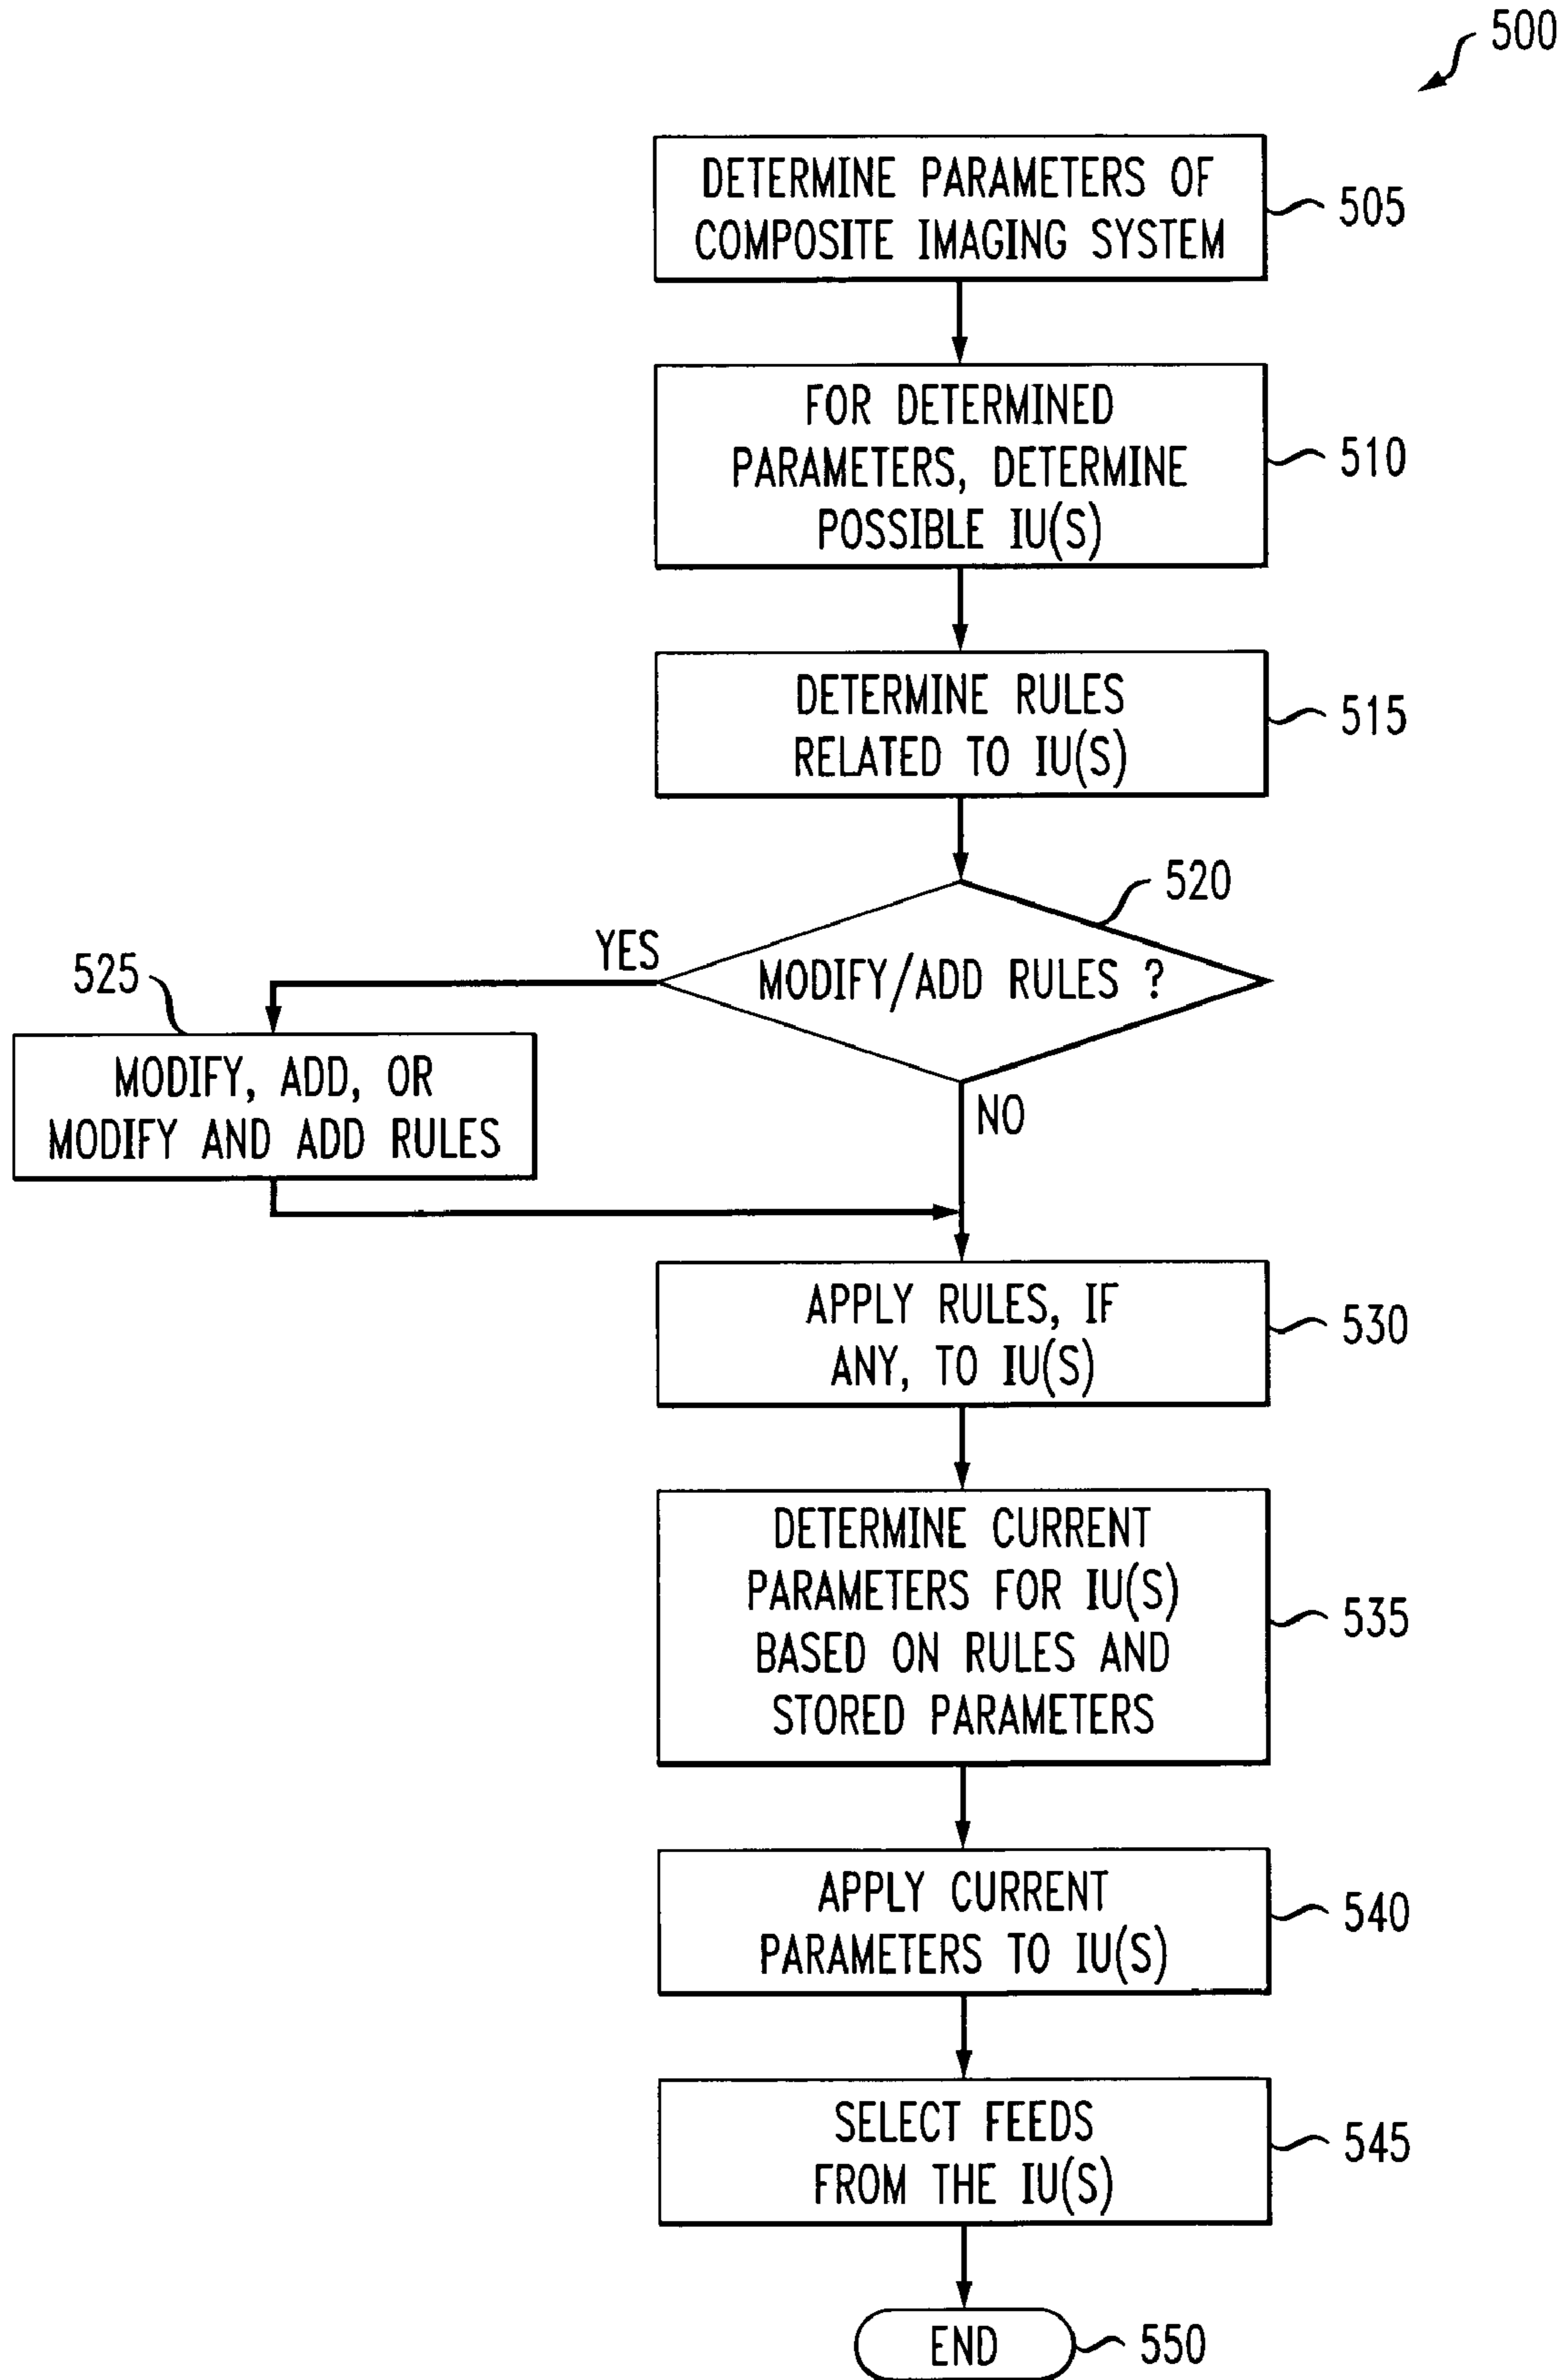 500
DETERMINE PARAMETERS OF
COMPOSITE IMAGING SYSTEM
505
FOR DETERMINED
PARAMETERS, DETERMINE
POSSIBLE IU(S)
510
DETERMINE RULES
RELATED TO IU(S)
515
520
MODIFY/ADD RULES ?
YES
525
MODIFY, ADD, OR
MODIFY AND ADD RULES
NO
APPLY RULES, IF
ANY, TO IU(S)
530
DETERMINE CURRENT
PARAMETERS FOR IU(S)
BASED ON RULES AND
STORED PARAMETERS
535
APPLY CURRENT
PARAMETERS TO IU(S)
540
SELECT FEEDS
FROM THE IU(S)
545
END
550